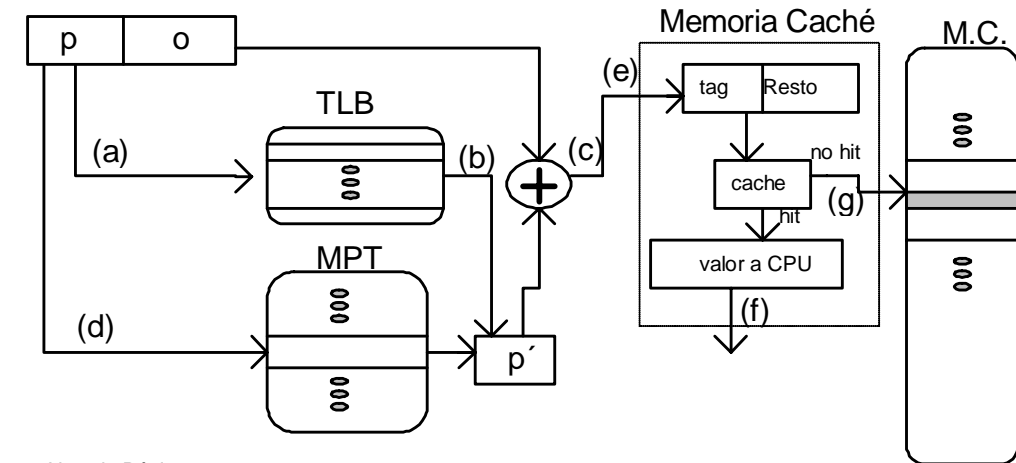 Memoria Caché
M.C.
p o
(e)
tag Resto
TLB
(a)
(b)
(c)
no hit
cache
(g)
hit
MPT
valor a CPU
(d)
(f)
p´